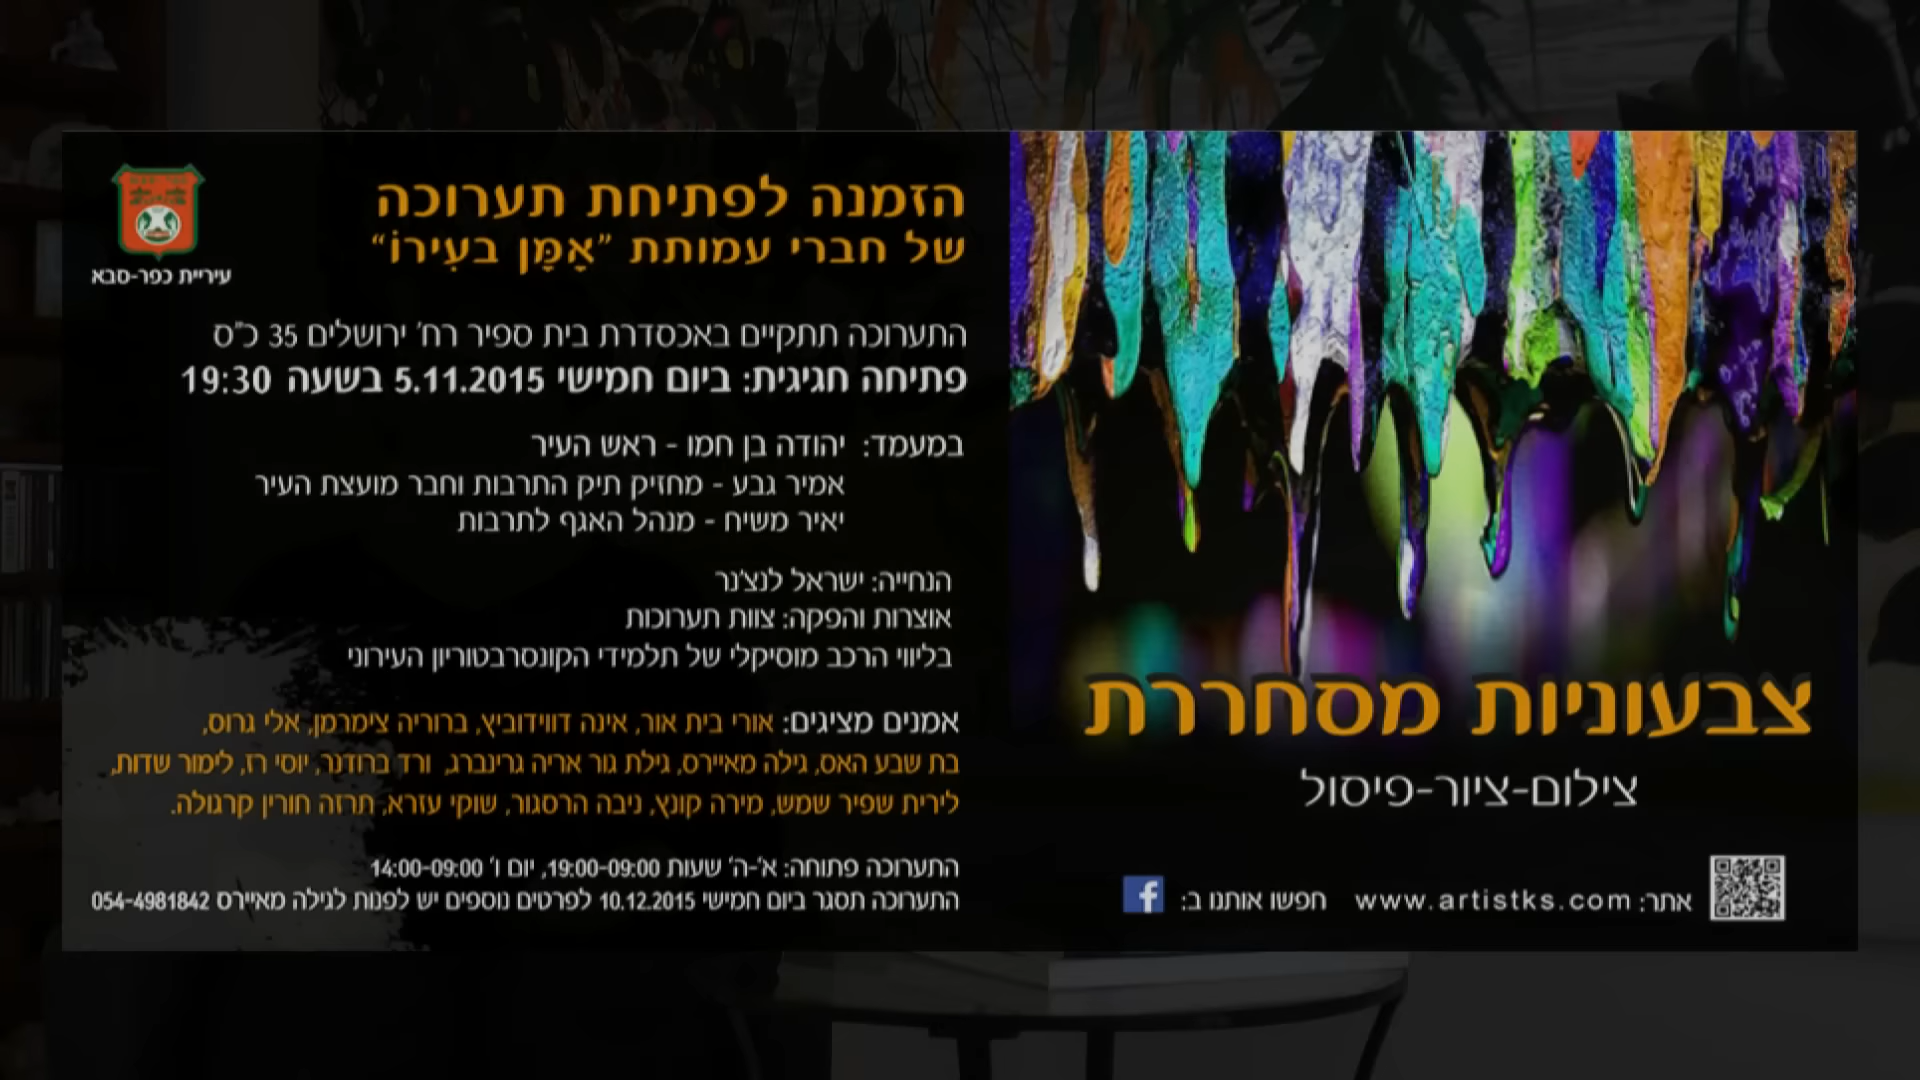 הזמנה לפתיחת תערוכה
של חברי עמותת "אָמָּן בעִירוֹ"
עיריית כפר-סבא
התערוכה תתקיים באכסדרת בית ספיר רח' ירושלים 35 כ"ס
פתיחה חגיגית: ביום חמישי 5.11.2015 בשעה 19:30
במעמד: יהודה בן חמו - ראש העיר
אמיר גבע - מחזיק תיק התרבות וחבר מועצת העיר
יאיר משיח - מנהל האגף לתרבות
הנחייה: ישראל לנצ'נר
אוצרות והפקה: צוות תערוכות
בליווי הרכב מוסיקלי של תלמידי הקונסרבטוריון העירוני
אמנים מציגים: אורי בית אור, אינה דווידוביץ, ברוריה צימרמן, אלי גרוס,
בת שבע האס, גילה מאיירס, גילת גור אריה גרינברג, ורד ברודנר, יוסי רז, לימור שדות,
לירית שפיר שמש, מירה קונץ, ניבה הרסגור, שוקי עזרא, תרזה חורין קרגולה.
התערוכה פתוחה: א'-ה' שעות 19:00-09:00, יום ו' 14:00-09:00
התערוכה תסגר ביום חמישי 10.12.2015 לפרטים נוספים יש לפנות לגילה מאיירס 054-4981842
צבעוניות מסחררת
צילום-ציור-פיסול
אתר: www.artistks.com חפשו אותנו ב: f